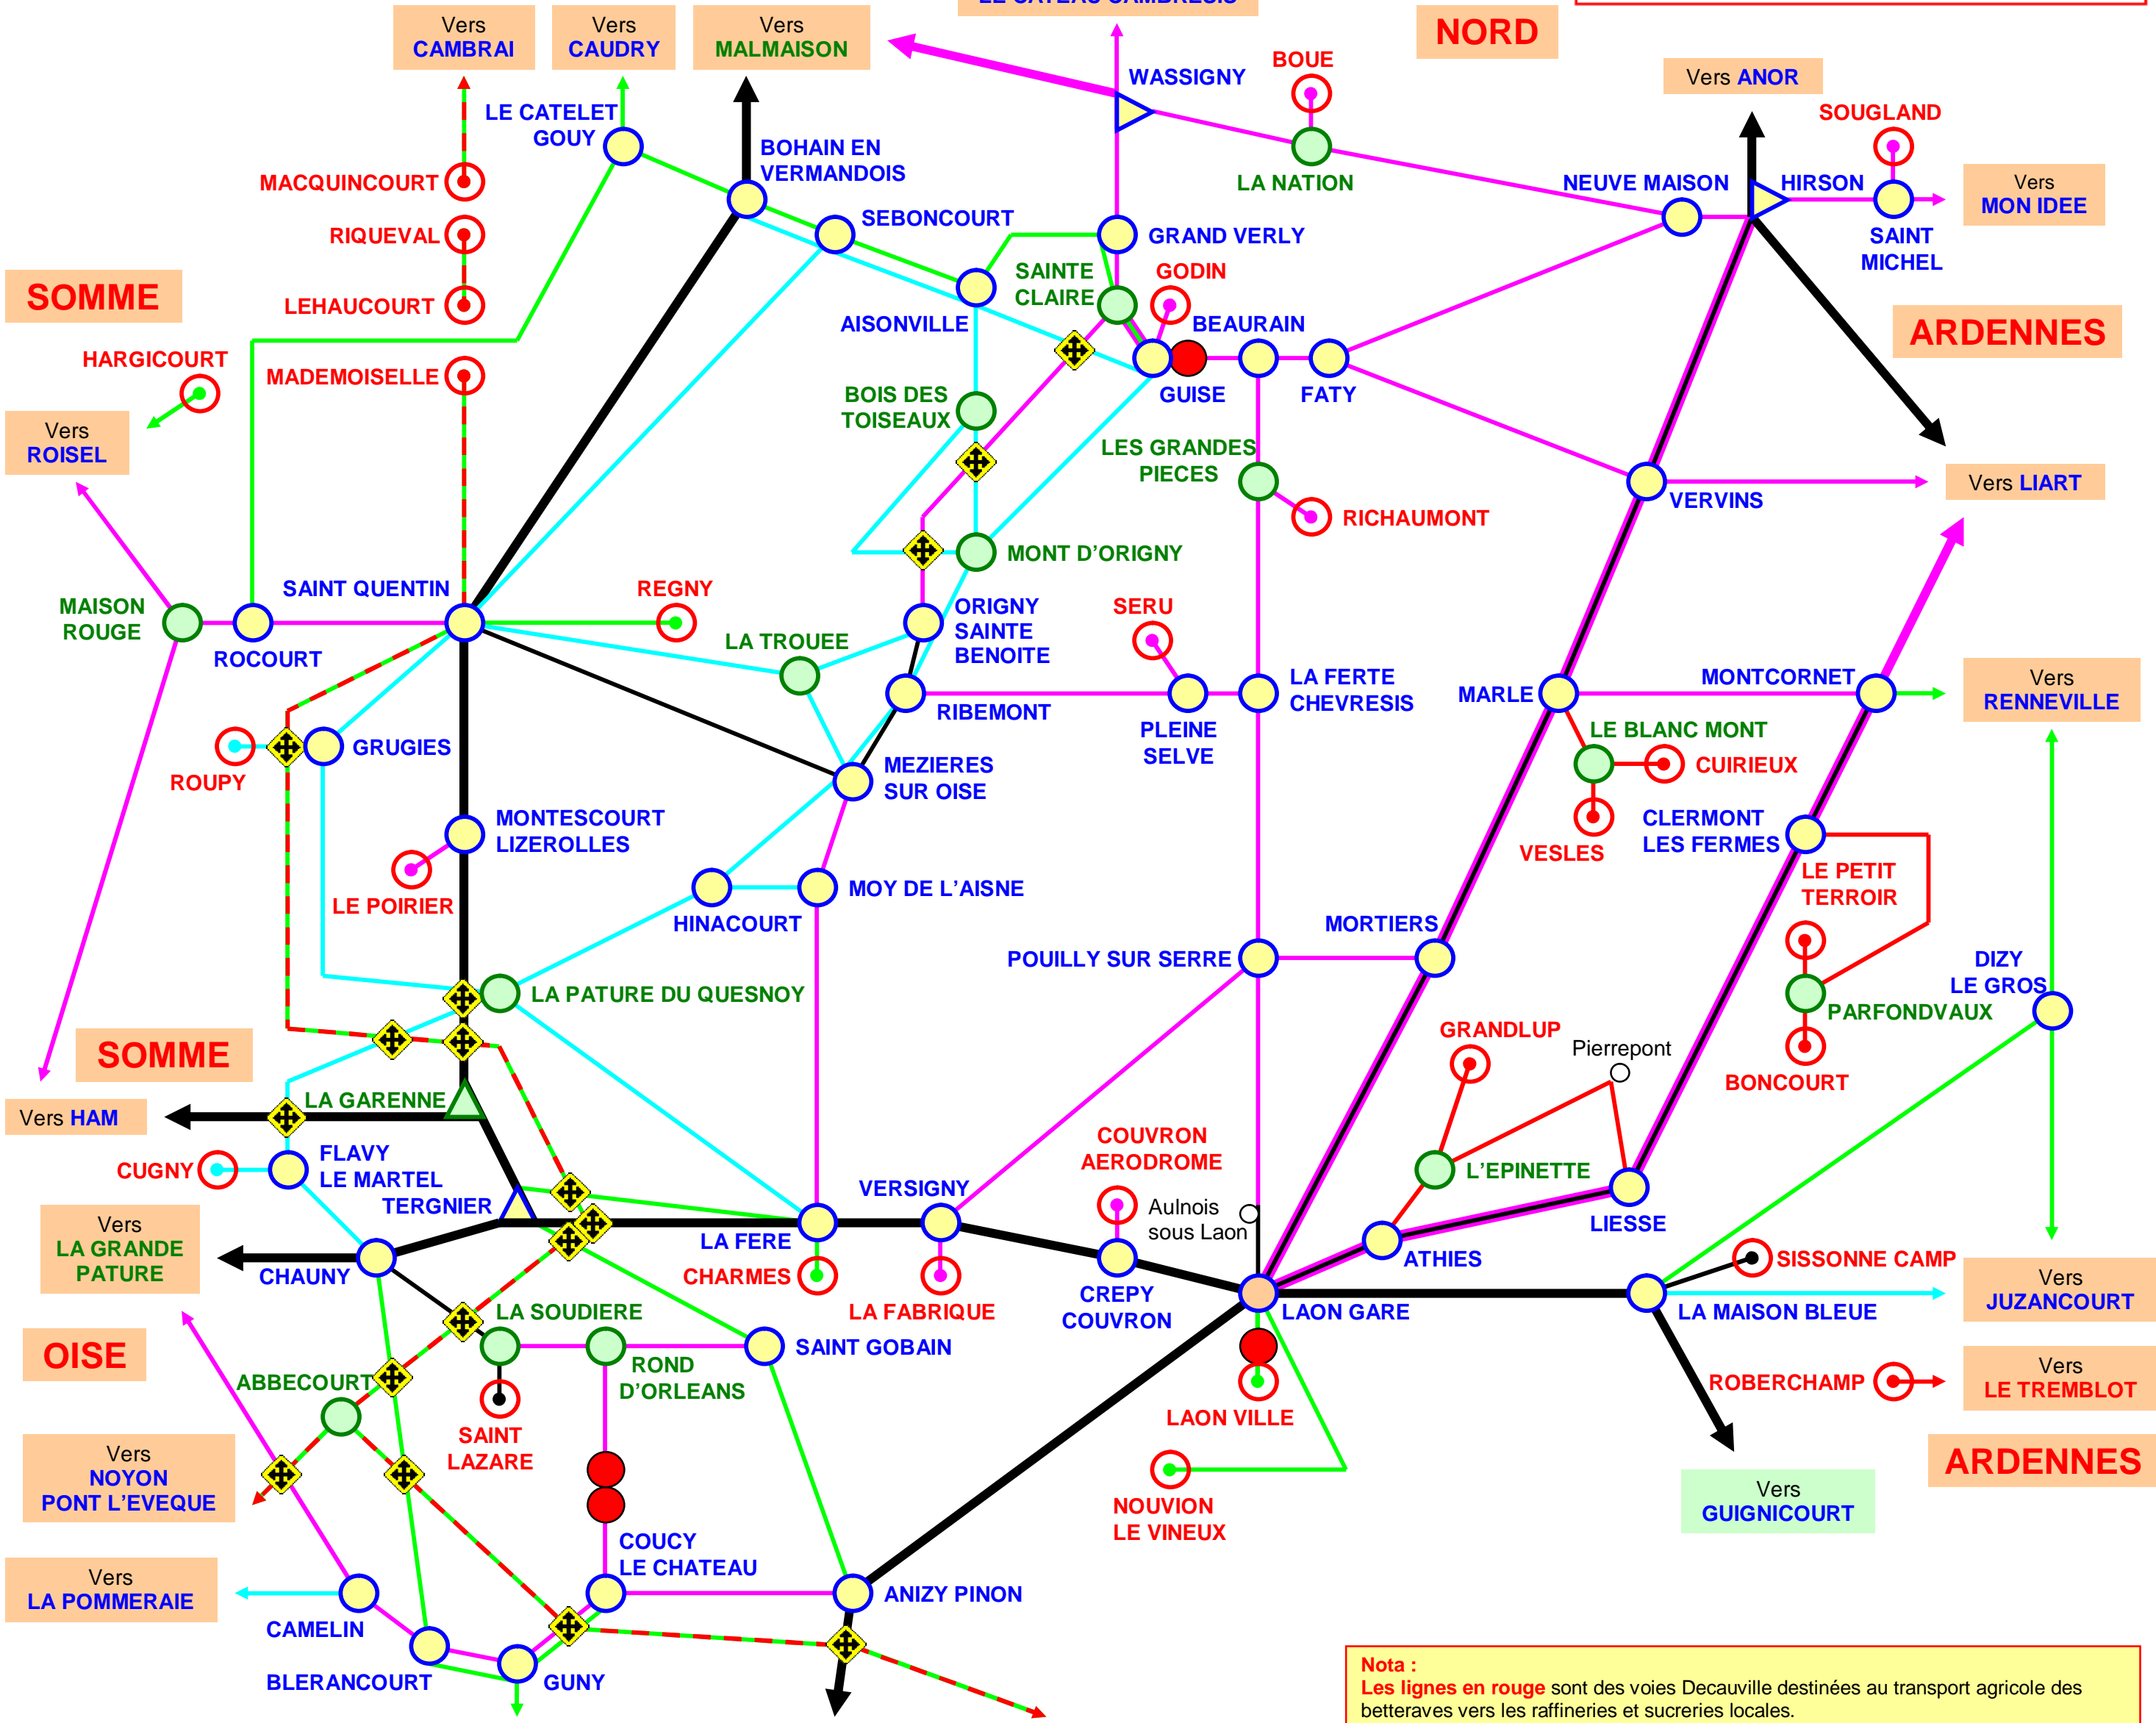 LE CATEAU CAMBRESIS
Vers
CAMBRAI
Vers
CAUDRY
Vers
MALMAISON
NORD
WASSIGNY
BOUE
Vers ANOR
SOUGLAND
LE CATELET
GOUY
BOHAIN EN
VERMANDOIS
MACQUINCOURT
LA NATION
NEUVE MAISON
HIRSON
Vers
MON IDEE
RIQUEVAL
SEBONCOURT
GRAND VERLY
SAINT
MICHEL
SOMME
LEHAUCOURT
SAINTE
CLAIRE
GODIN
AISONVILLE
BEAURAIN
ARDENNES
HARGICOURT
MADEMOISELLE
BOIS DES
TOISEAUX
GUISE
FATY
Vers
ROISEL
LES GRANDES
PIECES
RICHAUMONT
VERVINS
Vers LIART
MONT D'ORIGNY
MAISON
ROUGE
ROCOURT
SAINT QUENTIN
REGNY
LA TROUEE
ORIGNY
SAINTE
BENOITE
SERU
RIBEMONT
PLEINE
SELVE
LA FERTE
CHEVRESIS
MARLE
MONTCORNET
Vers
RENNEVILLE
ROUPY
GRUGIES
MEZIERES
SUR OISE
LE BLANC MONT
CUIRIEUX
VESLES
MONTESCOURT
LIZEROLLES
LE POIRIER
CLERMONT
LES FERMES
LE PETIT
TERROIR
HINACOURT
MOY DE L'AISNE
MORTIERS
POUILLY SUR SERRE
DIZY
LE GROS
LA PATURE DU QUESNOY
PARFONDVAUX
BONCOURT
SOMME
GRANDLUP
Pierrepont
Vers HAM
LA GARENNE
CUGNY
FLAVY
LE MARTEL
TERGNIER
COUVRON
AERODROME
L'EPINETTE
VERSIGNY
Aulnois
sous Laon
LIESSE
Vers
LA GRANDE
PATURE
CHAUNY
LA FERE
CHARMES
LA FABRIQUE
CREPY
COUVRON
ATHIES
LAON GARE
SISSONNE CAMP
LA MAISON BLEUE
Vers
JUZANCOURT
OISE
LA SOUDIERE
SAINT GOBAIN
ROND
D'ORLEANS
ABBECOURT
SAINT
LAZARE
LAON VILLE
ROBERCHAMP
Vers
LE TREMBLOT
Vers
NOYON
PONT L'EVEQUE
NOUVION
LE VINEUX
ARDENNES
Vers
GUIGNICOURT
COUCY
LE CHATEAU
Vers
LA POMMERAIE
CAMELIN
ANIZY PINON
BLERANCOURT
GUNY
Nota :
Les lignes en rouge sont des voies Decauville destinées au transport agricole des
betteraves vers les raffineries et sucreries locales.